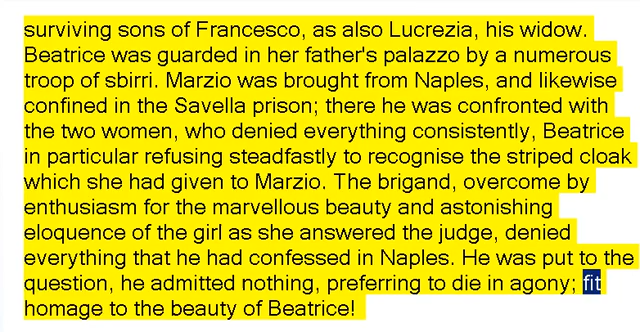 surviving sons of Francesco, as also Lucrezia, his widow.
Beatrice was guarded in her father's palazzo by a numerous
troop of sbirri. Marzio was brought from Naples, and likewise
confined in the Savella prison; there he was confronted with
the two women, who denied everything consistently, Beatrice
in particular refusing steadfastly to recognise the striped cloak
which she had given to Marzio. The brigand, overcome by
enthusiasm for the marvellous beauty and astonishing
eloquence of the girl as she answered the judge, denied
everything that he had confessed in Naples. He was put to the
question, he admitted nothing, preferring to die in agony; fit
homage to the beauty of Beatrice!